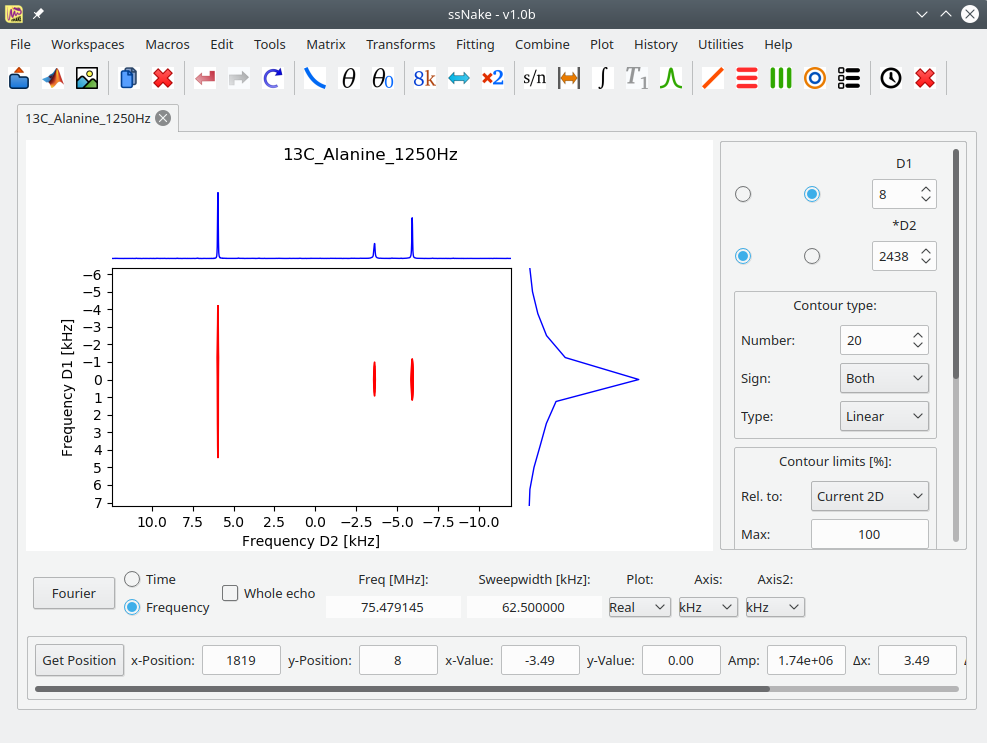 ssNake - v1.0b
File Workspaces Macros Edit Tools Matrix Transforms Fitting Combine Plot History Utilities Help
θ θ0 8k ×2 s/n ∫ T1
13C_Alanine_1250Hz
13C_Alanine_1250Hz
−6
−5
−4
−3
−2
−1
0
1
2
3
4
5
6
7
Frequency D1 [kHz]
10.0 7.5 5.0 2.5 0.0 −2.5 −5.0 −7.5 −10.0
Frequency D2 [kHz]
D1
8
*D2
2438
Contour type:
Number: 20
Sign: Both
Type: Linear
Contour limits [%]:
Rel. to: Current 2D
Max: 100
Fourier
Time
Frequency
Whole echo
Freq [MHz]: Sweepwidth [kHz]: Plot: Axis: Axis2:
75.479145 62.500000 Real kHz kHz
Get Position x-Position: 1819 y-Position: 8 x-Value: -3.49 y-Value: 0.00 Amp: 1.74e+06 Δx: 3.49